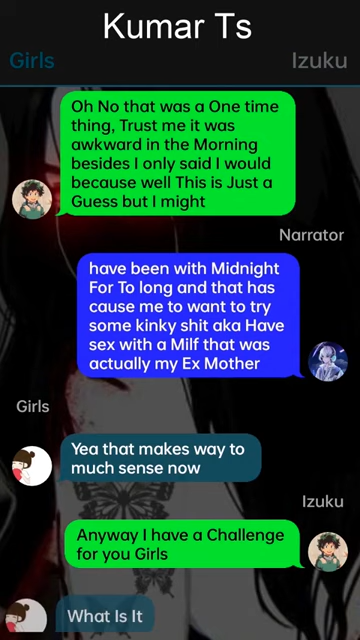 Kumar Ts
Girls
Izuku
Oh No that was a One time
thing, Trust me it was
awkward in the Morning
besides I only said I would
because well This is Just a
Guess but I might
Narrator
have been with Midnight
For To long and that has
cause me to want to try
some kinky shit aka Have
sex with a Milf that was
actually my Ex Mother
Girls
Yea that makes way to
much sense now
Izuku
Anyway I have a Challenge
for you Girls
What Is It